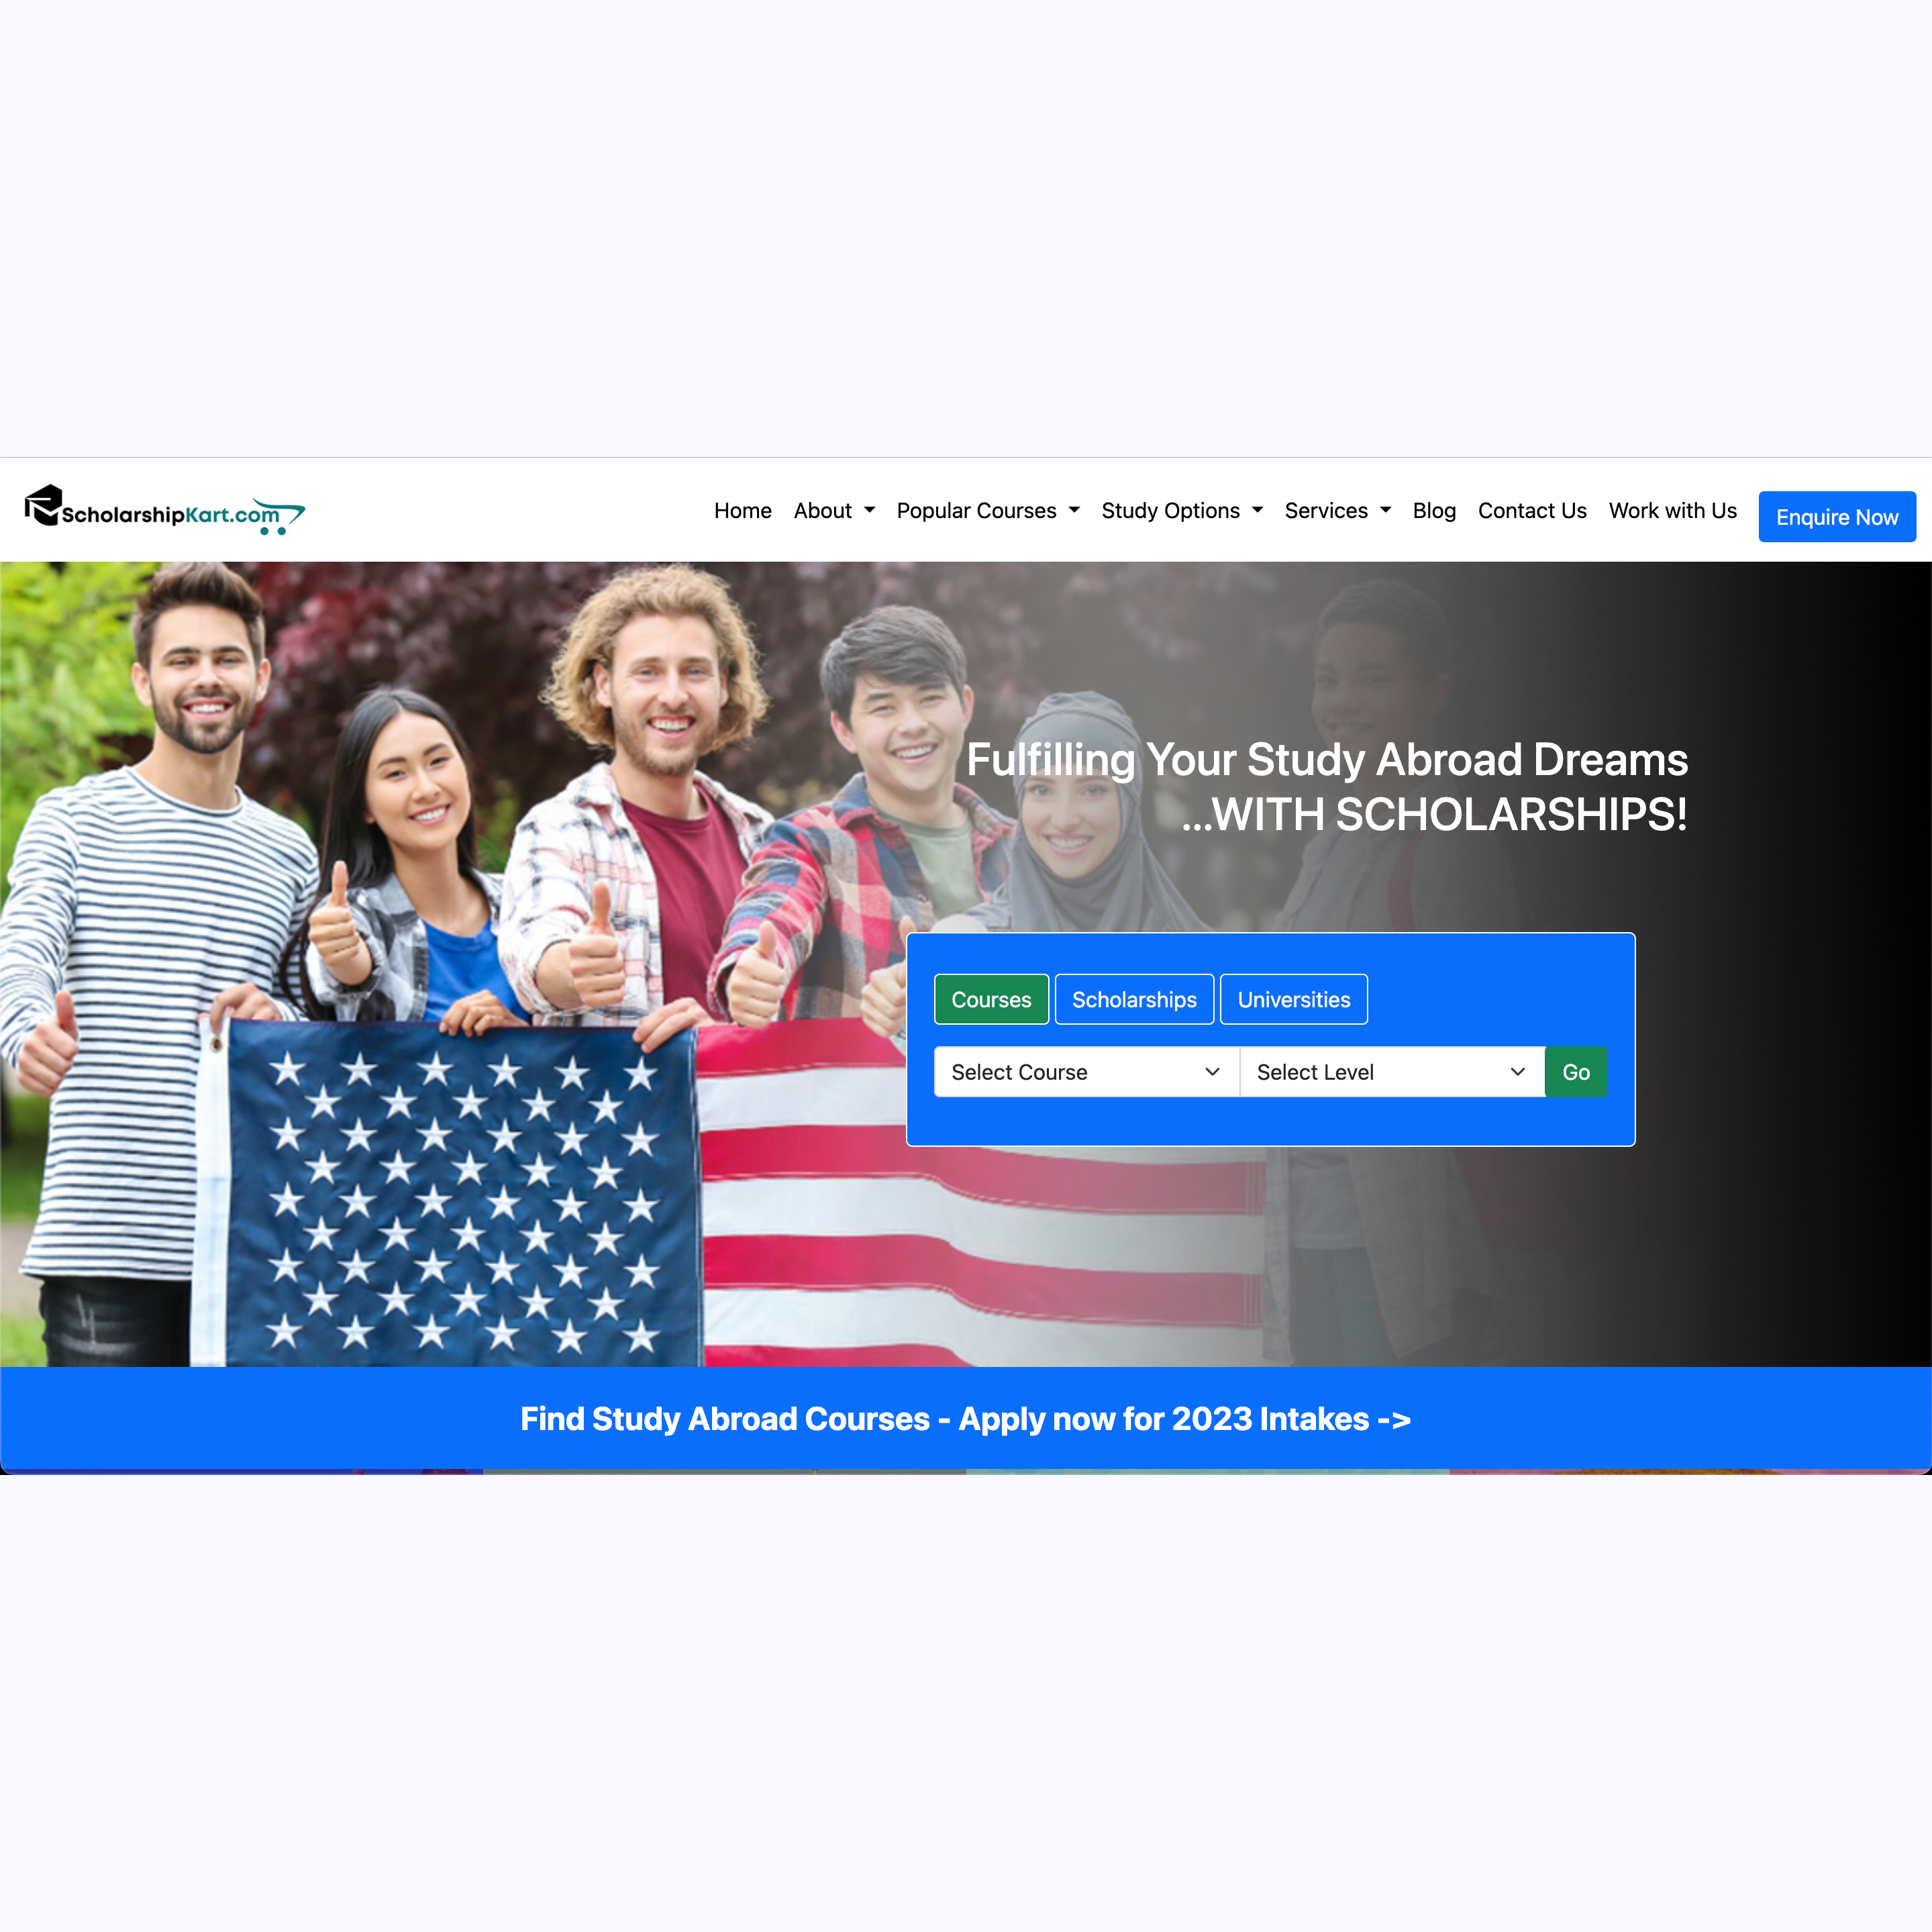 ScholarshipKart.com
Home About Popular Courses Study Options Services Blog Contact Us Work with Us Enquire Now
Fulfilling Your Study Abroad Dreams
...WITH SCHOLARSHIPS!
Courses Scholarships Universities
Select Course Select Level Go
Find Study Abroad Courses - Apply now for 2023 Intakes ->